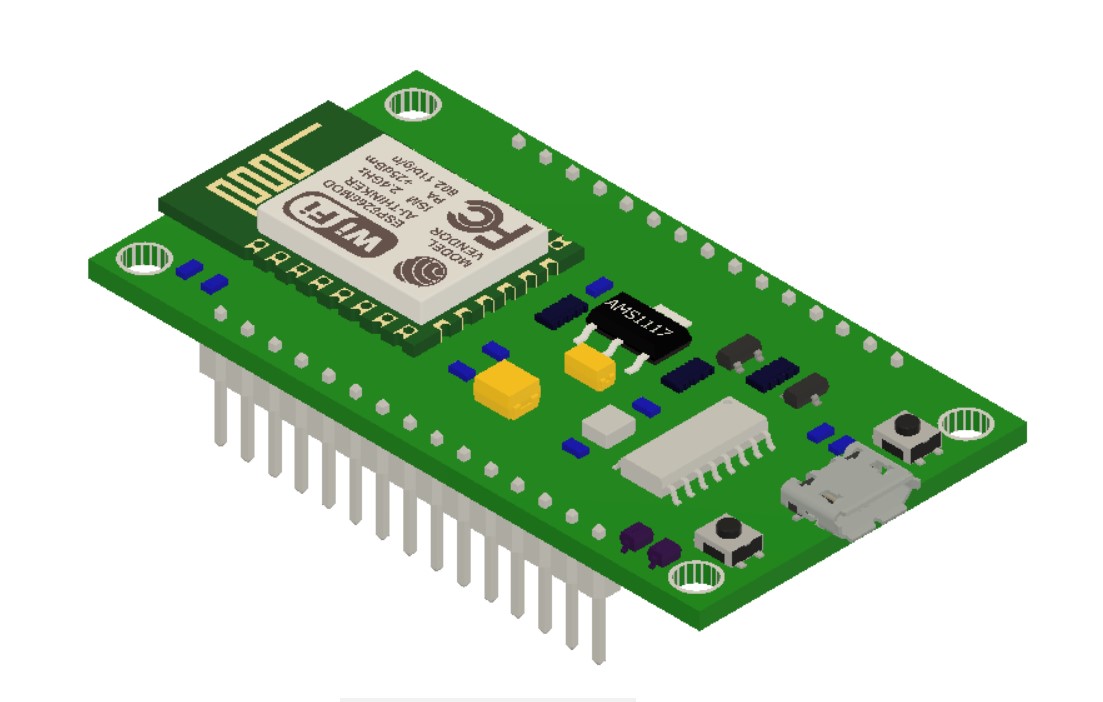 WiFi
FC
MODEL ESP8266MOD
VENDOR AI-THINKER
ISM 2.4GHz
PA +25dBm
802.11b/g/n
AMS1117